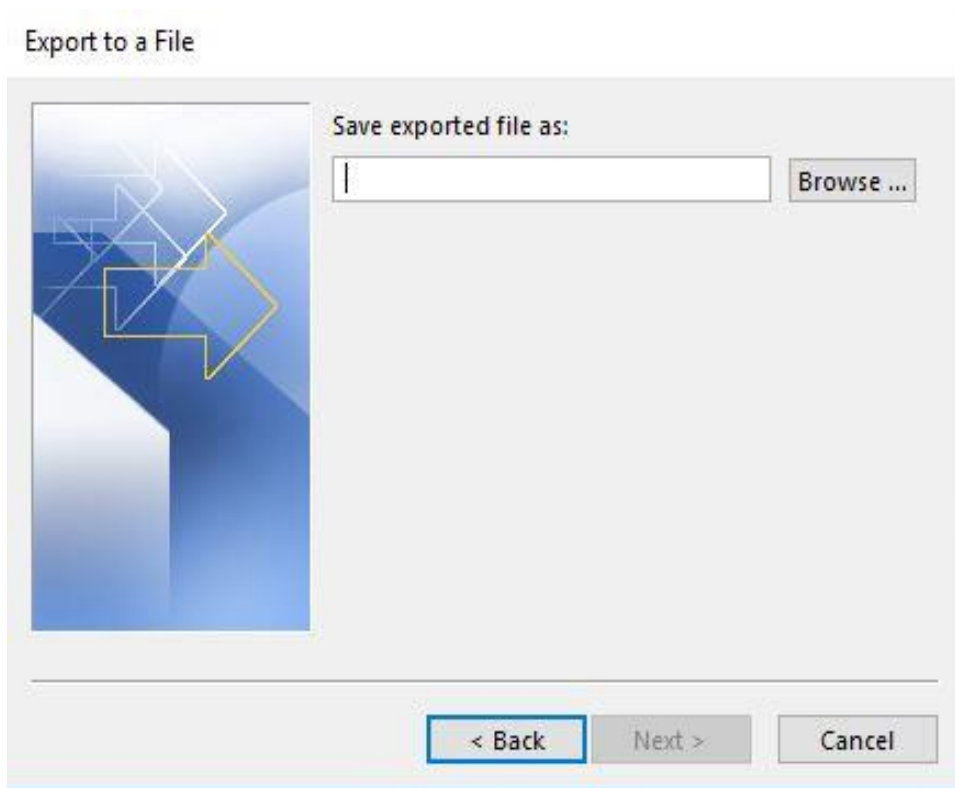 Export to a File
Save exported file as:
Browse ...
< Back
Next >
Cancel